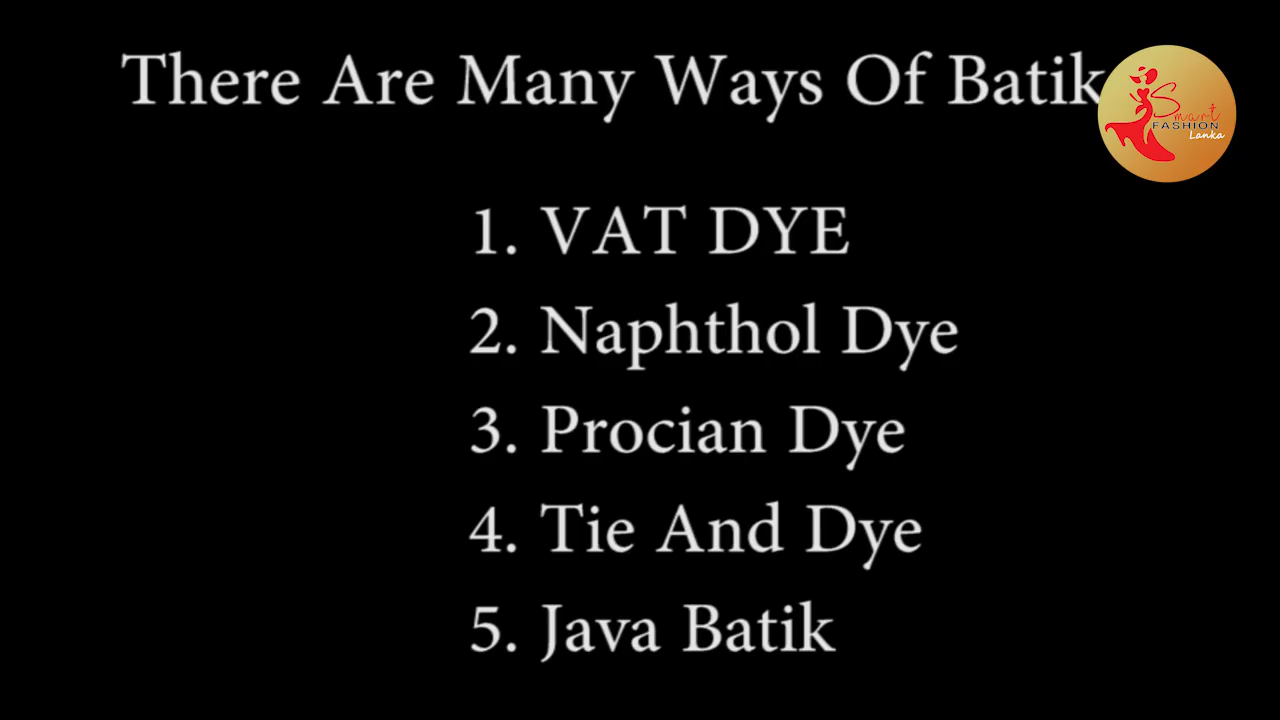 There Are Many Ways Of Batik
Smart
FASHION
Lanka
1. VAT DYE
2. Naphthol Dye
3. Procian Dye
4. Tie And Dye
5. Java Batik